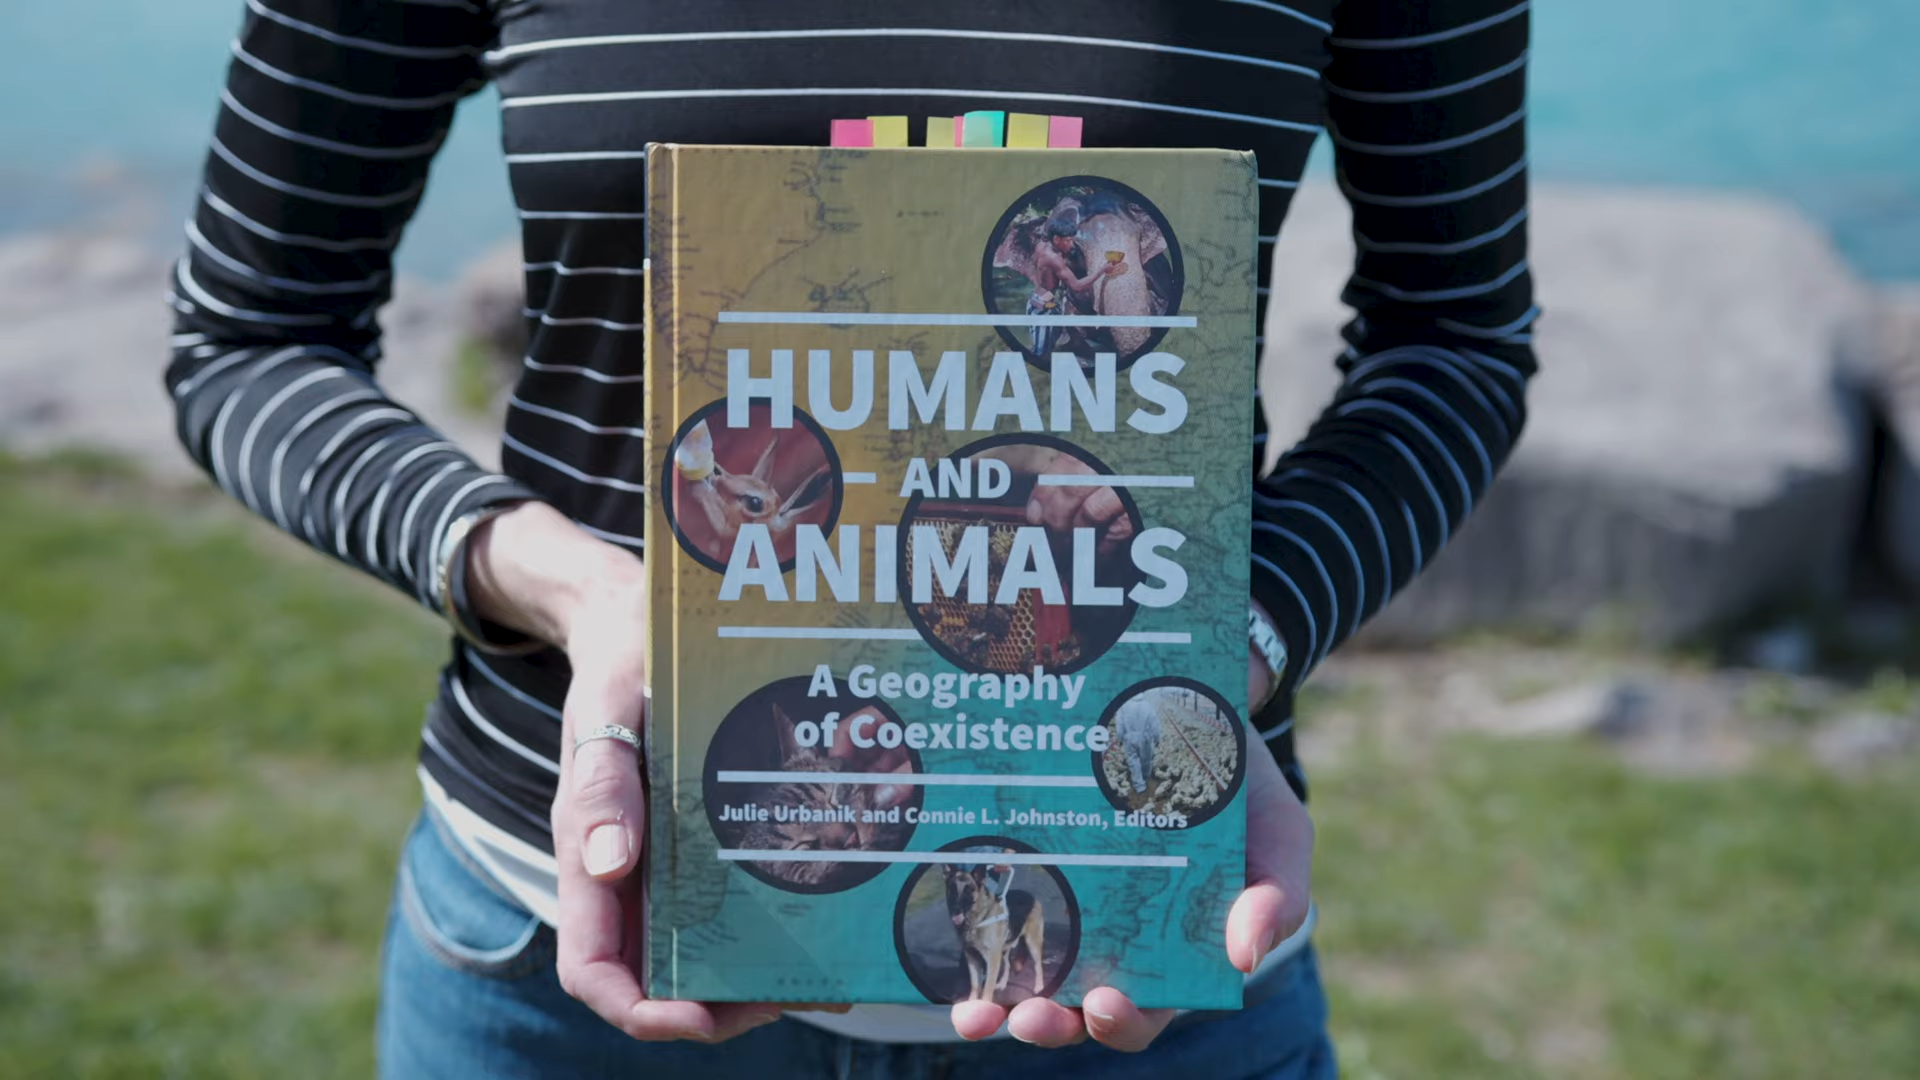 HUMANS
AND
ANIMALS
A Geography
of Coexistence
Julie Urbanik and Connie L. Johnston, Editors